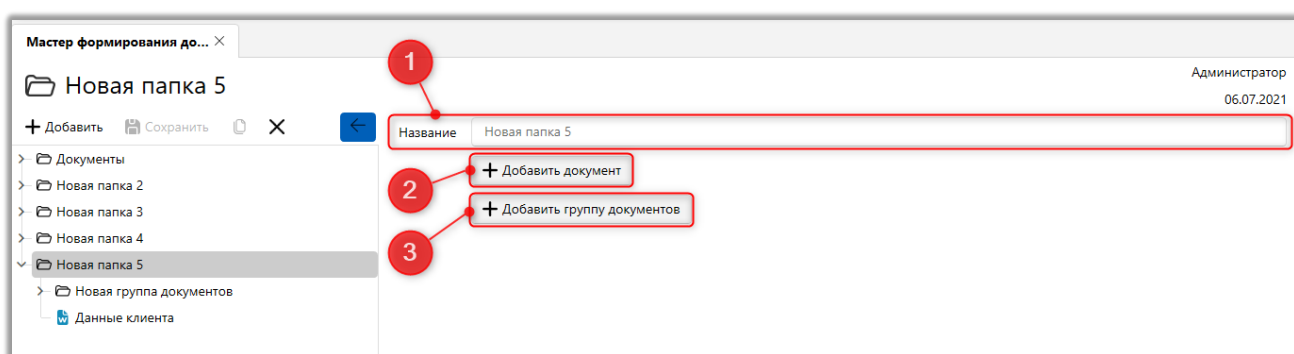 Мастер формирования до...
1
Новая папка 5
Администратор
06.07.2021
Добавить Сохранить
Название Новая папка 5
Документы
Добавить документ
Новая папка 2
2
Новая папка 3
Добавить группу документов
Новая папка 4
3
Новая папка 5
Новая группа документов
w Данные клиента